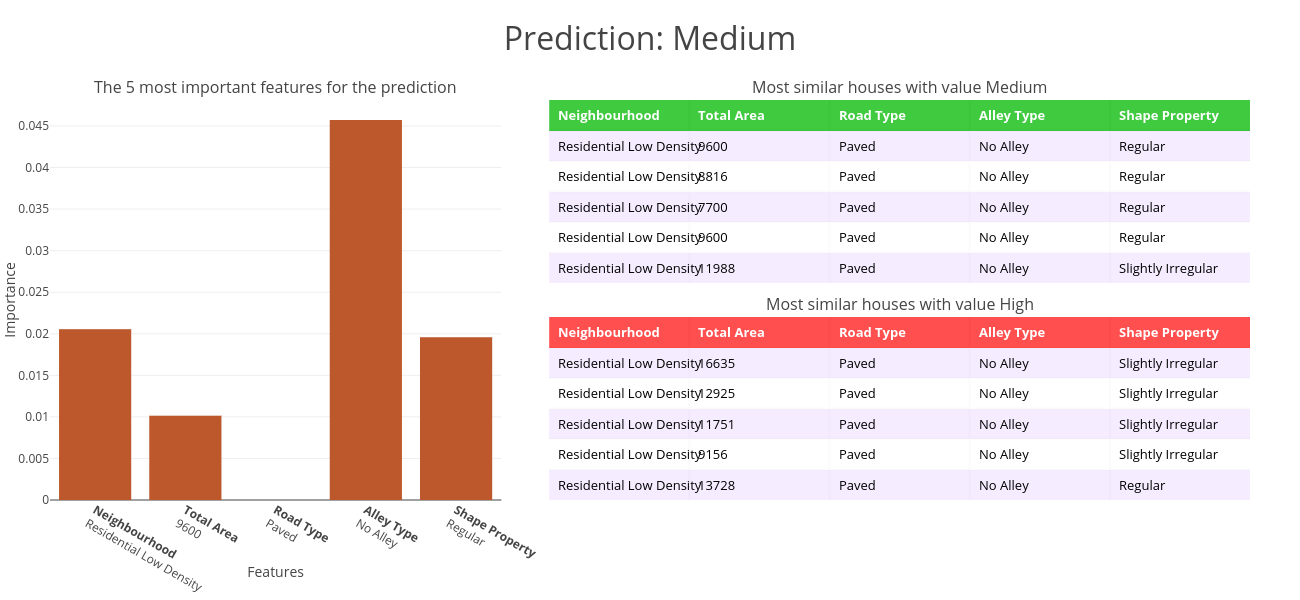 Prediction: Medium
The 5 most important features for the prediction
0.045
0.04
0.035
0.03
0.025
0.02
0.015
0.01
0.005
0
Importance
Neighbourhood
Residential Low Density
Total Area
9600
Road Type
Paved
Alley Type
No Alley
Shape Property
Regular
Features
Most similar houses with value Medium
Neighbourhood Total Area Road Type Alley Type Shape Property
Residential Low Density 9600 Paved No Alley Regular
Residential Low Density 8816 Paved No Alley Regular
Residential Low Density 7700 Paved No Alley Regular
Residential Low Density 9600 Paved No Alley Regular
Residential Low Density 11988 Paved No Alley Slightly Irregular
Most similar houses with value High
Neighbourhood Total Area Road Type Alley Type Shape Property
Residential Low Density 16635 Paved No Alley Slightly Irregular
Residential Low Density 12925 Paved No Alley Slightly Irregular
Residential Low Density 11751 Paved No Alley Slightly Irregular
Residential Low Density 9156 Paved No Alley Slightly Irregular
Residential Low Density 13728 Paved No Alley Regular